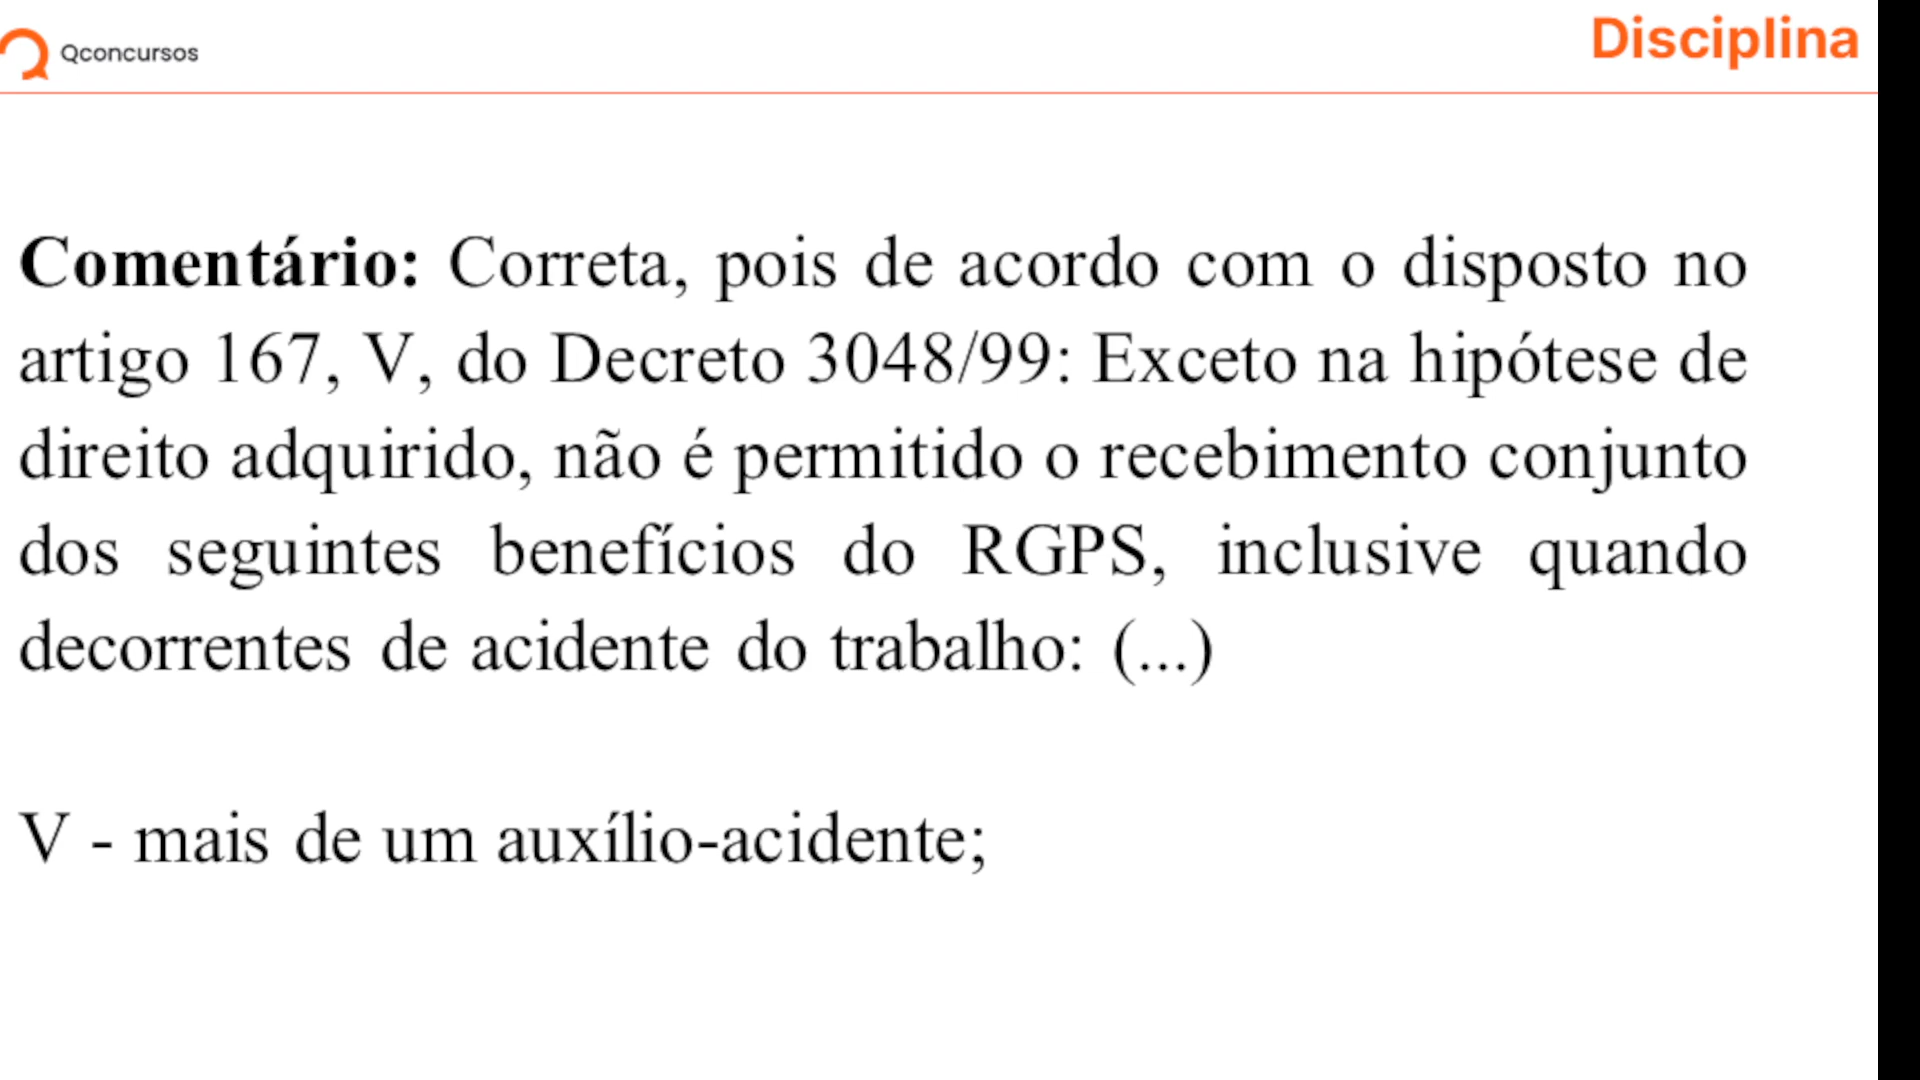 Qconcursos
Disciplina
Comentário: Correta, pois de acordo com o disposto no
artigo 167, V, do Decreto 3048/99: Exceto na hipótese de
direito adquirido, não é permitido o recebimento conjunto
dos seguintes benefícios do RGPS, inclusive quando
decorrentes de acidente do trabalho: (...)
V - mais de um auxílio-acidente;